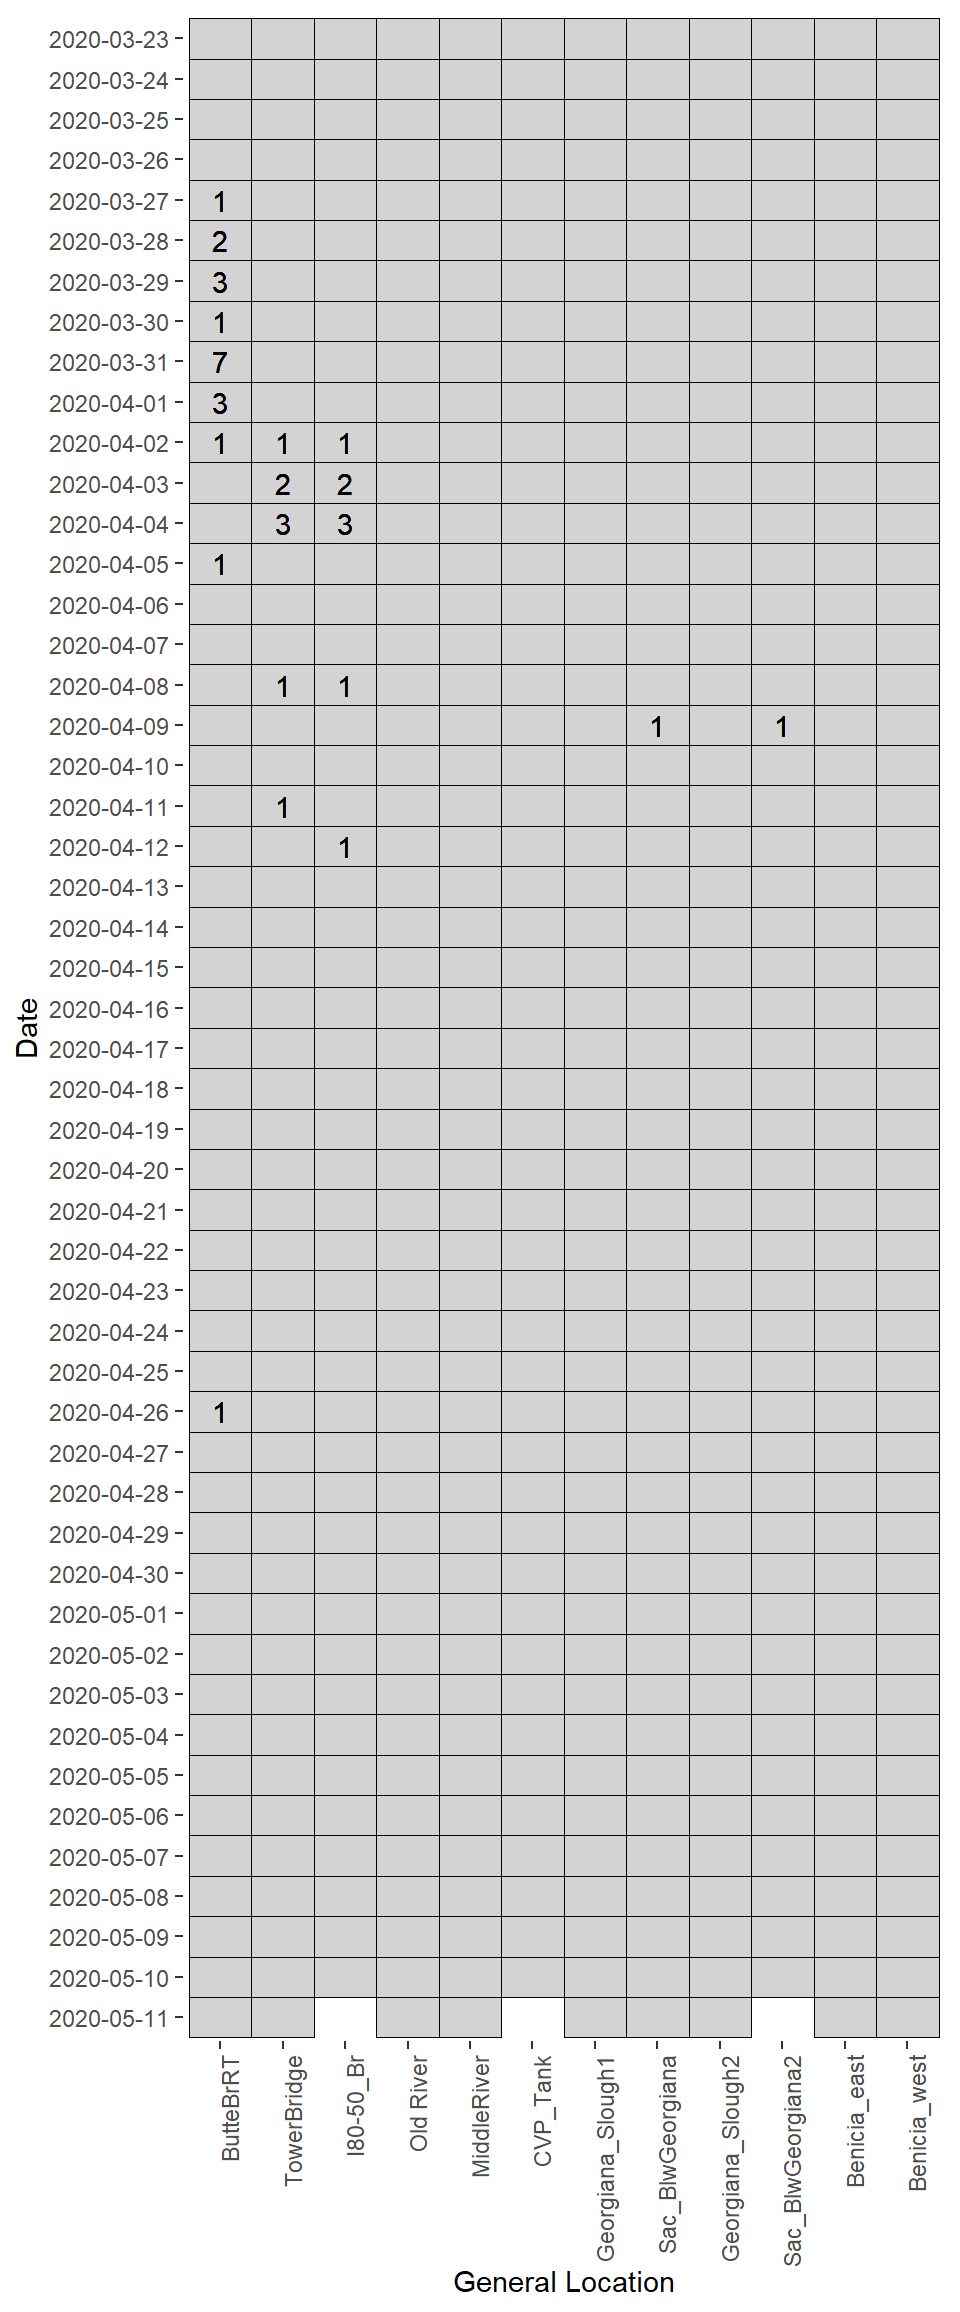 2020-03-23
2020-03-24
2020-03-25
2020-03-26
2020-03-27 1
2020-03-28 2
2020-03-29 3
2020-03-30 1
2020-03-31 7
2020-04-01 3
2020-04-02 1 1 1
2020-04-03 2 2
2020-04-04 3 3
2020-04-05 1
2020-04-06
2020-04-07
2020-04-08 1 1
2020-04-09 1 1
2020-04-10
2020-04-11 1
2020-04-12 1
2020-04-13
2020-04-14
2020-04-15
2020-04-16
2020-04-17
2020-04-18
2020-04-19
2020-04-20
2020-04-21
2020-04-22
2020-04-23
2020-04-24
2020-04-25
2020-04-26 1
2020-04-27
2020-04-28
2020-04-29
2020-04-30
2020-05-01
2020-05-02
2020-05-03
2020-05-04
2020-05-05
2020-05-06
2020-05-07
2020-05-08
2020-05-09
2020-05-10
2020-05-11
Date
ButteBrRT
TowerBridge
I80-50_Br
Old River
MiddleRiver
CVP_Tank
Georgiana_Slough1
Sac_BlwGeorgiana
Georgiana_Slough2
Sac_BlwGeorgiana2
Benicia_east
Benicia_west
General Location